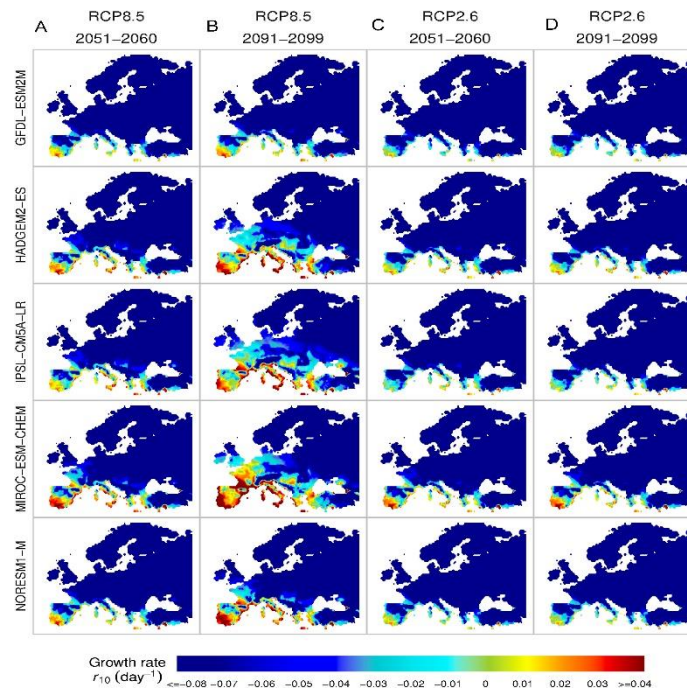 A RCP8.5 2051–2060
B RCP8.5 2091–2099
C RCP2.6 2051–2060
D RCP2.6 2091–2099
GFDL–ESM2M
HADGEM2–ES
IPSL–CM5A–LR
MIROC–ESM–CHEM
NORESM1–M
Growth rate
r10 (day−1)
<=−0.08 −0.07 −0.06 −0.05 −0.04 −0.03 −0.02 −0.01 0 0.01 0.02 0.03 >=0.04